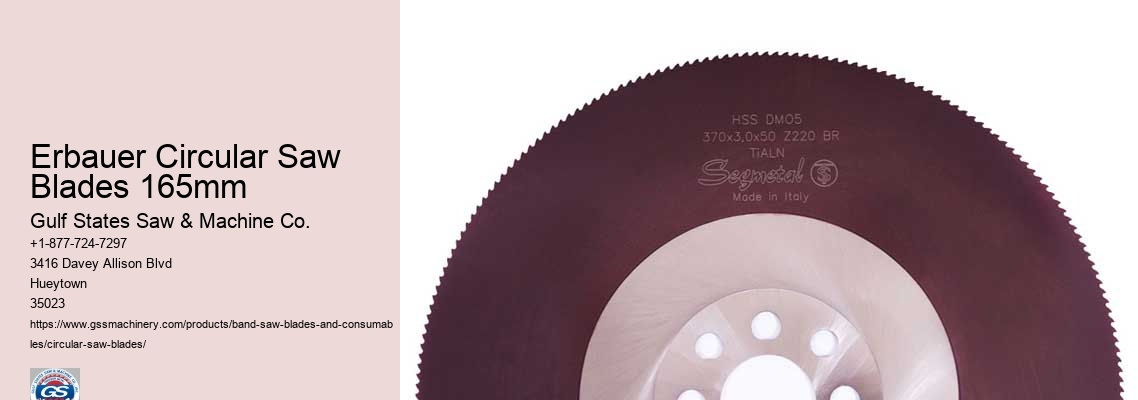 Erbauer Circular Saw
Blades 165mm
Gulf States Saw & Machine Co.
+1-877-724-7297
3416 Davey Allison Blvd
Hueytown
35023
https://www.gssmachinery.com/products/band-saw-blades-and-consumab
les/circular-saw-blades/
GS
HSS DMO5
370x3,0x50 Z220 BR
TiALN
Segmetal
Made in Italy